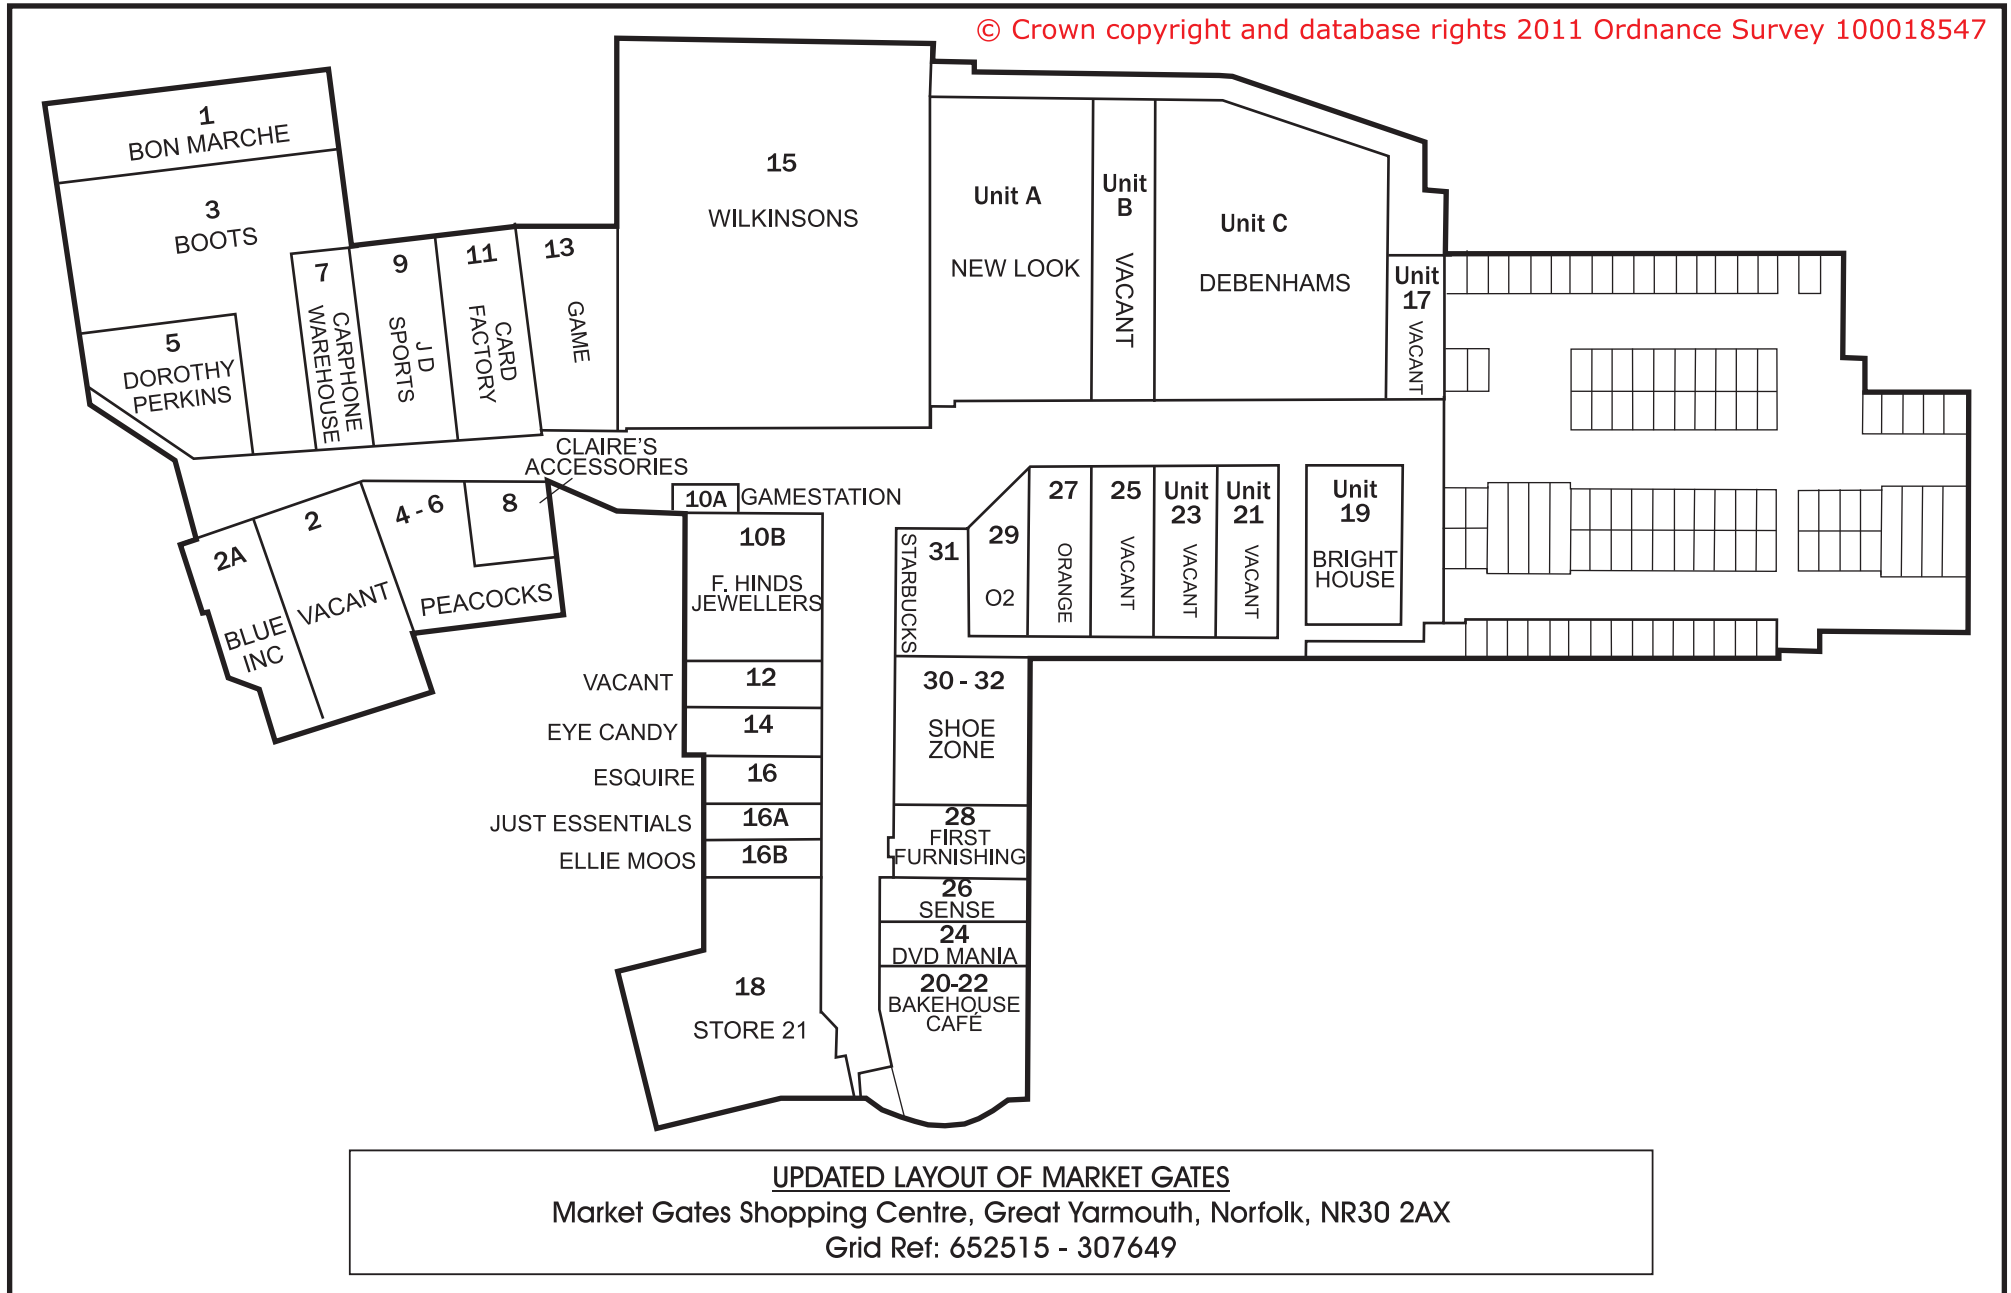 © Crown copyright and database rights 2011 Ordnance Survey 100018547
1
BON MARCHE
3
BOOTS
5
DOROTHY
PERKINS
7
CARPHONE
WAREHOUSE
9
J D
SPORTS
11
CARD
FACTORY
13
GAME
15
WILKINSONS
Unit A
NEW LOOK
Unit
B
VACANT
Unit C
DEBENHAMS
Unit
17
VACANT
CLAIRE'S
ACCESSORIES
2A
BLUE
INC
2
VACANT
4 - 6
PEACOCKS
8
10A
GAMESTATION
10B
F. HINDS
JEWELLERS
VACANT
12
EYE CANDY
14
ESQUIRE
16
JUST ESSENTIALS
16A
ELLIE MOOS
16B
18
STORE 21
STARBUCKS
31
29
O2
27
ORANGE
25
VACANT
Unit
23
VACANT
Unit
21
VACANT
Unit
19
BRIGHT
HOUSE
30 - 32
SHOE
ZONE
28
FIRST
FURNISHING
26
SENSE
24
DVD MANIA
20-22
BAKEHOUSE
CAFÉ
UPDATED LAYOUT OF MARKET GATES
Market Gates Shopping Centre, Great Yarmouth, Norfolk, NR30 2AX
Grid Ref: 652515 - 307649